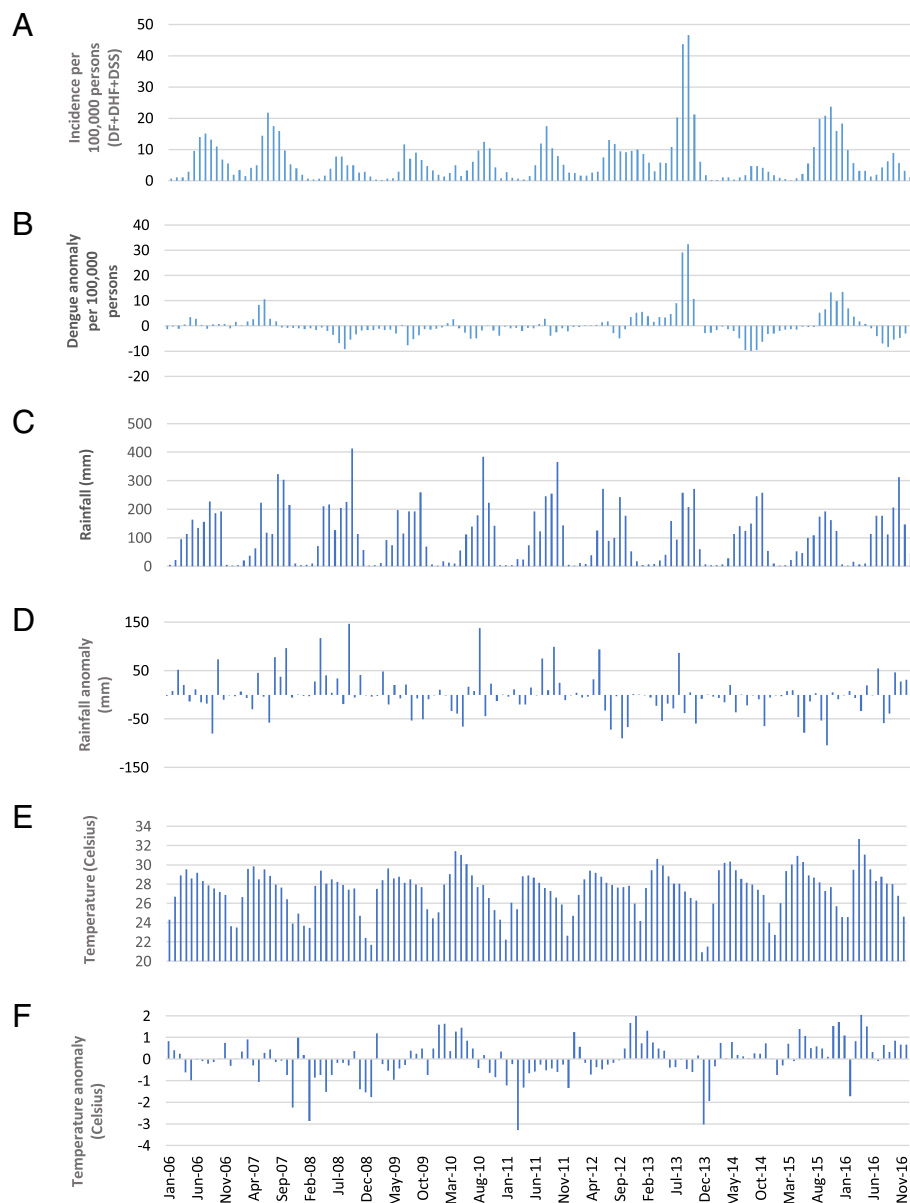 A
Incidence per
100,000 persons
(DF+DHF+DSS)
50
40
30
20
10
0
B
Dengue anomaly
per 100,000
persons
40
30
20
10
0
-10
-20
C
Rainfall (mm)
500
400
300
200
100
0
D
Rainfall anomaly
(mm)
150
50
-50
-150
E
Temperature (Celsius)
34
32
30
28
26
24
22
20
F
Temperature anomaly
(Celsius)
2
1
0
-1
-2
-3
-4
Jan-06
Jun-06
Nov-06
Apr-07
Sep-07
Feb-08
Jul-08
Dec-08
May-09
Oct-09
Mar-10
Aug-10
Jan-11
Jun-11
Nov-11
Apr-12
Sep-12
Feb-13
Jul-13
Dec-13
May-14
Oct-14
Mar-15
Aug-15
Jan-16
Jun-16
Nov-16